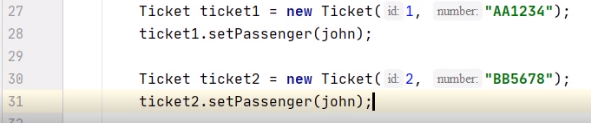 27 Ticket ticket1 = new Ticket( id: 1, number: "AA1234");
28 ticket1.setPassenger(john);
29
30 Ticket ticket2 = new Ticket( id: 2, number: "BB5678");
31 ticket2.setPassenger(john);